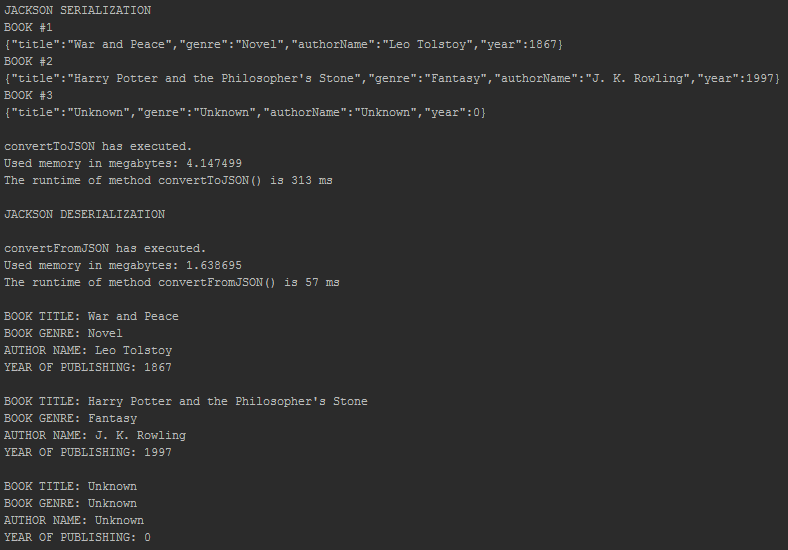 JACKSON SERIALIZATION
BOOK #1
{"title":"War and Peace","genre":"Novel","authorName":"Leo Tolstoy","year":1867}
BOOK #2
{"title":"Harry Potter and the Philosopher's Stone","genre":"Fantasy","authorName":"J. K. Rowling","year":1997}
BOOK #3
{"title":"Unknown","genre":"Unknown","authorName":"Unknown","year":0}
convertToJSON has executed.
Used memory in megabytes: 4.147499
The runtime of method convertToJSON() is 313 ms
JACKSON DESERIALIZATION
convertFromJSON has executed.
Used memory in megabytes: 1.638695
The runtime of method convertFromJSON() is 57 ms
BOOK TITLE: War and Peace
BOOK GENRE: Novel
AUTHOR NAME: Leo Tolstoy
YEAR OF PUBLISHING: 1867
BOOK TITLE: Harry Potter and the Philosopher's Stone
BOOK GENRE: Fantasy
AUTHOR NAME: J. K. Rowling
YEAR OF PUBLISHING: 1997
BOOK TITLE: Unknown
BOOK GENRE: Unknown
AUTHOR NAME: Unknown
YEAR OF PUBLISHING: 0